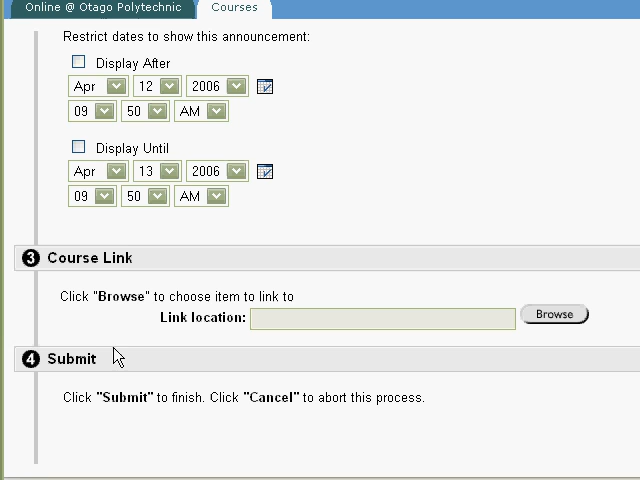 Online @ Otago Polytechnic Courses
Restrict dates to show this announcement:
Display After
Apr 12 2006
09 50 AM
Display Until
Apr 13 2006
09 50 AM
3 Course Link
Click "Browse" to choose item to link to
Link location: Browse
4 Submit
Click "Submit" to finish. Click "Cancel" to abort this process.